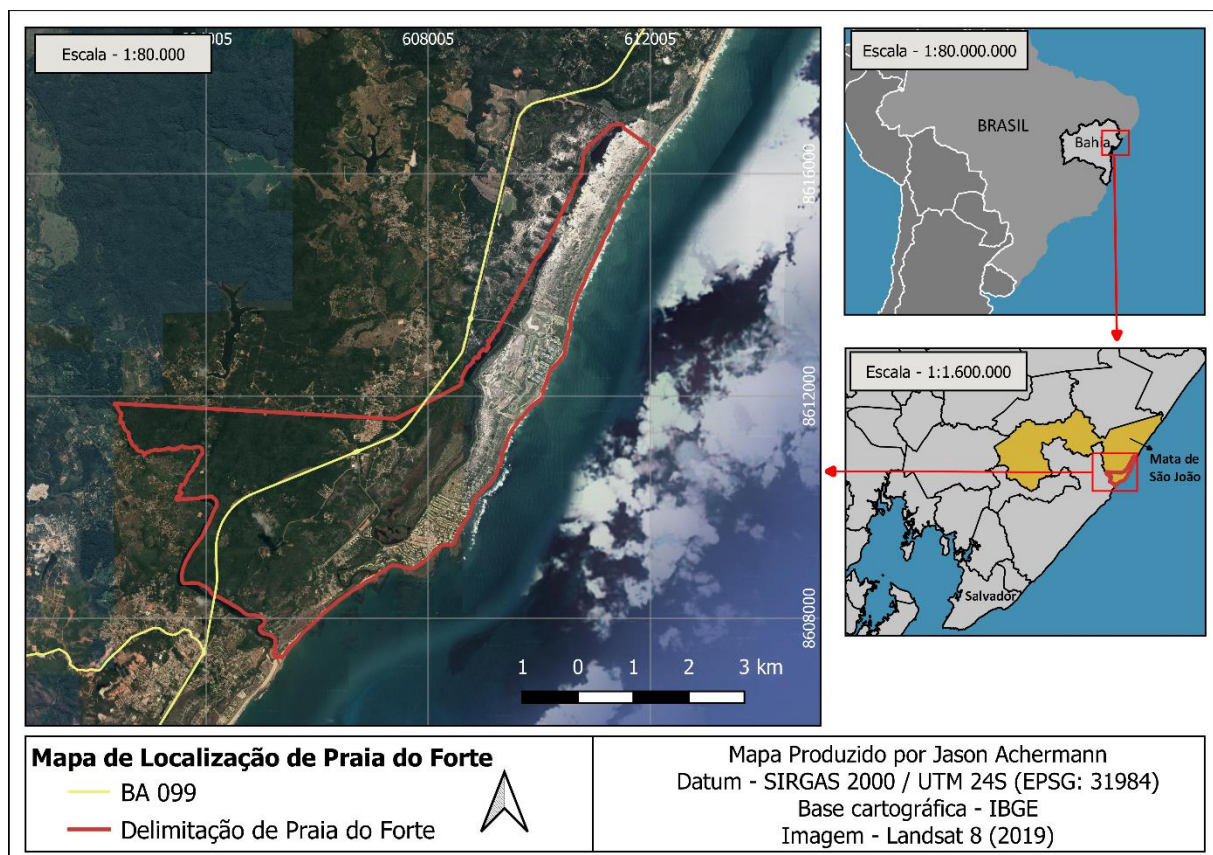 Escala - 1:80.000
608005
612005
8616000
8612000
8608000
1 0 1 2 3 km
Escala - 1:80.000.000
BRASIL
Bahia
Escala - 1:1.600.000
Mata de
São João
Salvador
Mapa de Localização de Praia do Forte
BA 099
Delimitação de Praia do Forte
Mapa Produzido por Jason Achermann
Datum - SIRGAS 2000 / UTM 24S (EPSG: 31984)
Base cartográfica - IBGE
Imagem - Landsat 8 (2019)